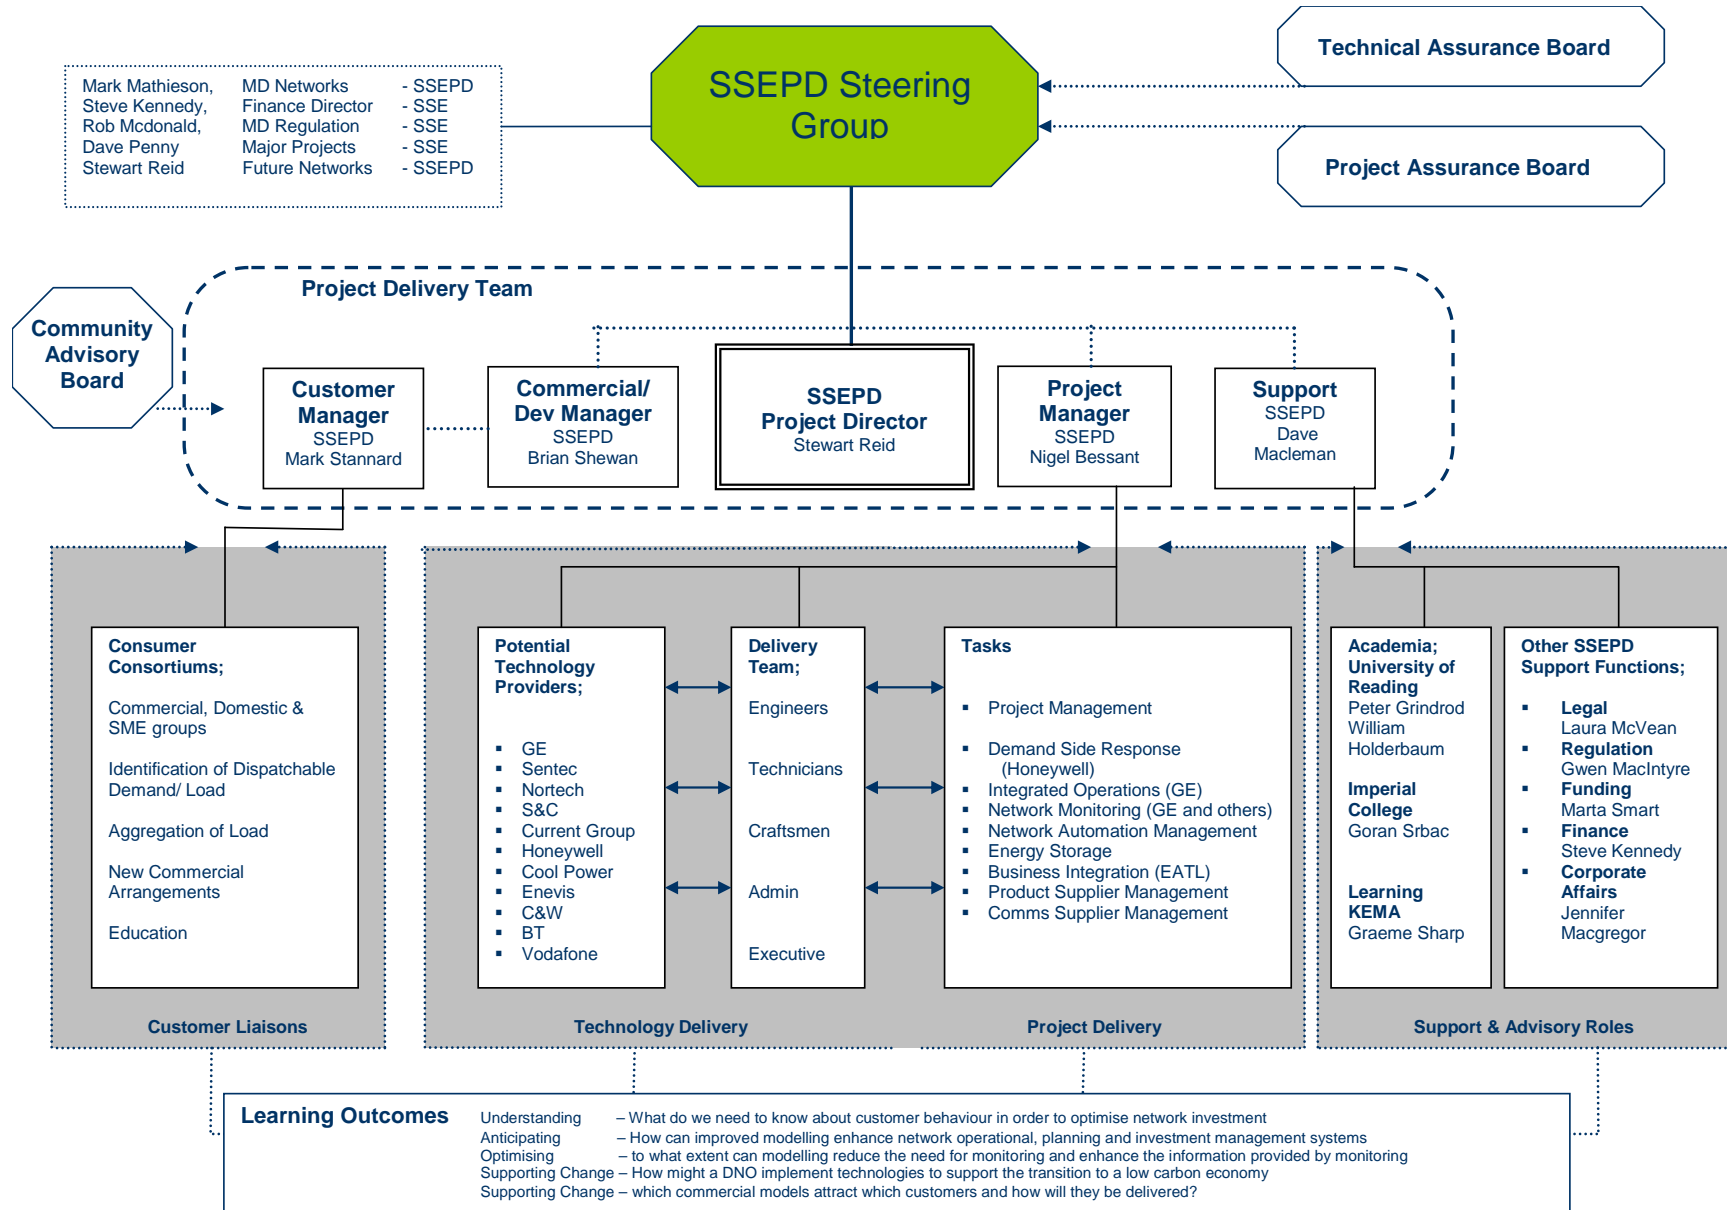 SSEPD Steering
Group
Technical Assurance Board
Project Assurance Board
Mark Mathieson, MD Networks - SSEPD
Steve Kennedy, Finance Director - SSE
Rob Mcdonald, MD Regulation - SSE
Dave Penny Major Projects - SSE
Stewart Reid Future Networks - SSEPD
Project Delivery Team
Community
Advisory
Board
Customer
Manager
SSEPD
Mark Stannard
Commercial/
Dev Manager
SSEPD
Brian Shewan
SSEPD
Project Director
Stewart Reid
Project
Manager
SSEPD
Nigel Bessant
Support
SSEPD
Dave
Macleman
Consumer
Consortiums;
Commercial, Domestic &
SME groups
Identification of Dispatchable
Demand/ Load
Aggregation of Load
New Commercial
Arrangements
Education
Customer Liaisons
Potential
Technology
Providers;
▪ GE
▪ Sentec
▪ Nortech
▪ S&C
▪ Current Group
▪ Honeywell
▪ Cool Power
▪ Enevis
▪ C&W
▪ BT
▪ Vodafone
Delivery
Team;
Engineers
Technicians
Craftsmen
Admin
Executive
Tasks
▪ Project Management
▪ Demand Side Response
(Honeywell)
▪ Integrated Operations (GE)
▪ Network Monitoring (GE and others)
▪ Network Automation Management
▪ Energy Storage
▪ Business Integration (EATL)
▪ Product Supplier Management
▪ Comms Supplier Management
Technology Delivery
Project Delivery
Academia;
University of
Reading
Peter Grindrod
William
Holderbaum
Imperial
College
Goran Srbac
Learning
KEMA
Graeme Sharp
Other SSEPD
Support Functions;
▪ Legal
Laura McVean
▪ Regulation
Gwen MacIntyre
▪ Funding
Marta Smart
▪ Finance
Steve Kennedy
▪ Corporate
Affairs
Jennifer
Macgregor
Support & Advisory Roles
Learning Outcomes
Understanding – What do we need to know about customer behaviour in order to optimise network investment
Anticipating – How can improved modelling enhance network operational, planning and investment management systems
Optimising – to what extent can modelling reduce the need for monitoring and enhance the information provided by monitoring
Supporting Change – How might a DNO implement technologies to support the transition to a low carbon economy
Supporting Change – which commercial models attract which customers and how will they be delivered?